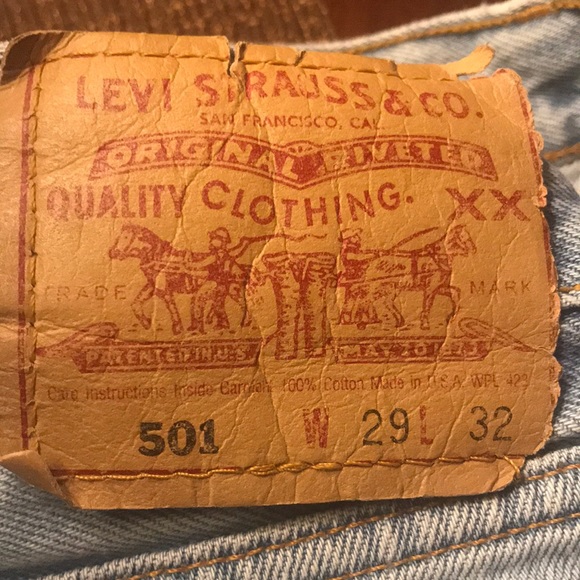 LEVI STRAUSS & CO.
SAN FRANCISCO, CAL
ORIGINAL RIVETED
QUALITY CLOTHING. XX
TRADE MARK
PATENTED IN U.S. MAY 20 1873
Care Instructions Inside Garment 100% Cotton Made in U.S.A. WPL 423
501 W 29 L 32